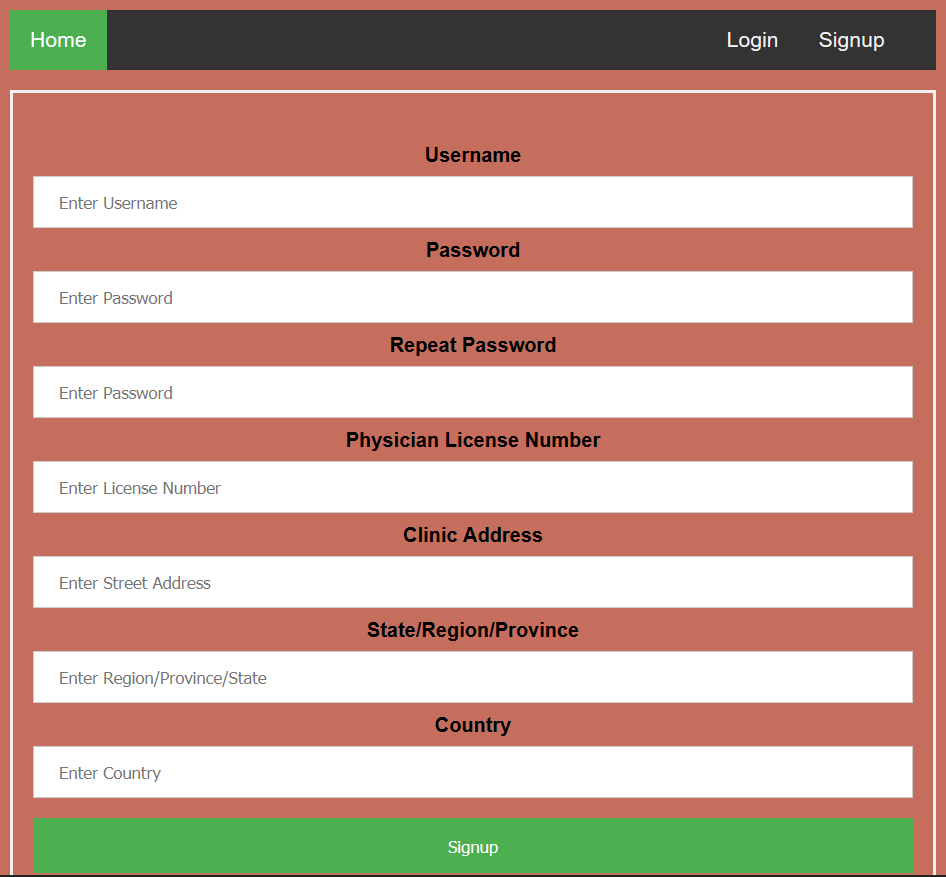 Home Login Signup
Username
Enter Username
Password
Enter Password
Repeat Password
Enter Password
Physician License Number
Enter License Number
Clinic Address
Enter Street Address
State/Region/Province
Enter Region/Province/State
Country
Enter Country
Signup